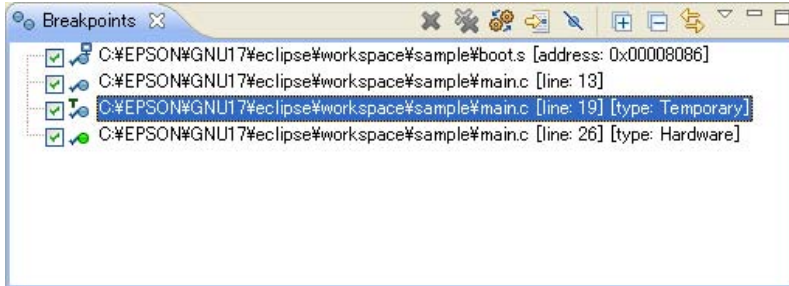 Breakpoints
C:¥EPSON¥GNU17¥eclipse¥workspace¥sample¥boot.s [address: 0x00008086]
C:¥EPSON¥GNU17¥eclipse¥workspace¥sample¥main.c [line: 13]
C:¥EPSON¥GNU17¥eclipse¥workspace¥sample¥main.c [line: 19] [type: Temporary]
C:¥EPSON¥GNU17¥eclipse¥workspace¥sample¥main.c [line: 26] [type: Hardware]